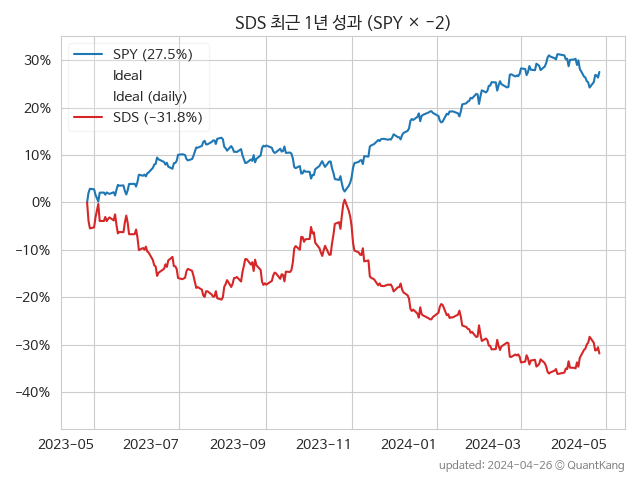 SDS 최근 1년 성과 (SPY × −2)
SPY (27.5%)
Ideal
Ideal (daily)
SDS (−31.8%)
30%
20%
10%
0%
−10%
−20%
−30%
−40%
2023-05 2023-07 2023-09 2023-11 2024-01 2024-03 2024-05
updated: 2024-04-26 © QuantKang